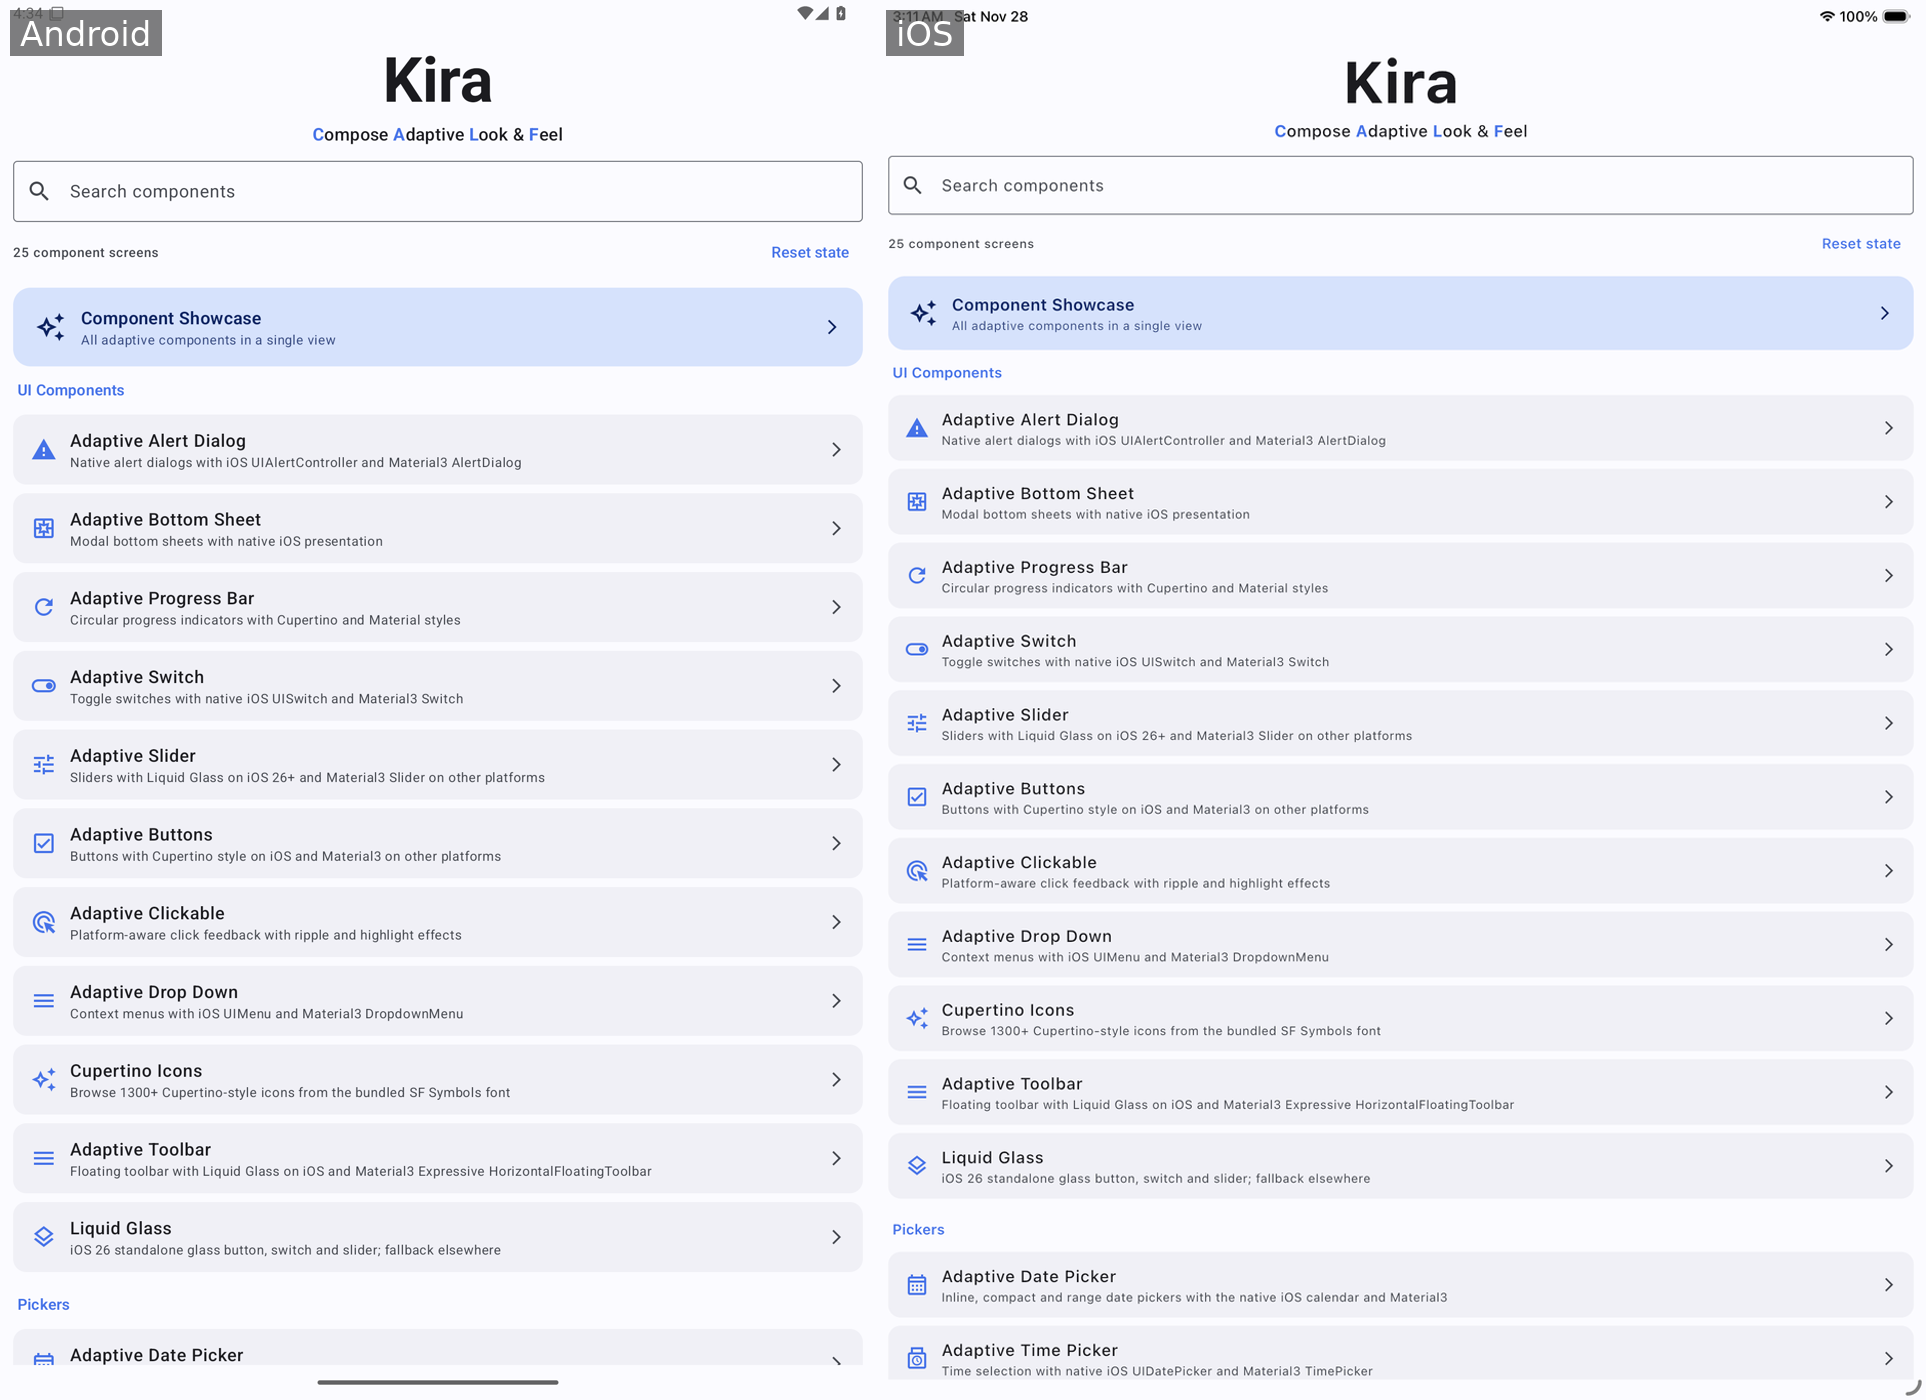 4:34
Android
Kira
Compose Adaptive Look & Feel
Search components
25 component screens
Reset state
Component Showcase
All adaptive components in a single view
UI Components
Adaptive Alert Dialog
Native alert dialogs with iOS UIAlertController and Material3 AlertDialog
Adaptive Bottom Sheet
Modal bottom sheets with native iOS presentation
Adaptive Progress Bar
Circular progress indicators with Cupertino and Material styles
Adaptive Switch
Toggle switches with native iOS UISwitch and Material3 Switch
Adaptive Slider
Sliders with Liquid Glass on iOS 26+ and Material3 Slider on other platforms
Adaptive Buttons
Buttons with Cupertino style on iOS and Material3 on other platforms
Adaptive Clickable
Platform-aware click feedback with ripple and highlight effects
Adaptive Drop Down
Context menus with iOS UIMenu and Material3 DropdownMenu
Cupertino Icons
Browse 1300+ Cupertino-style icons from the bundled SF Symbols font
Adaptive Toolbar
Floating toolbar with Liquid Glass on iOS and Material3 Expressive HorizontalFloatingToolbar
Liquid Glass
iOS 26 standalone glass button, switch and slider; fallback elsewhere
Pickers
Adaptive Date Picker
3:11 AM Sat Nov 28
100%
iOS
Kira
Compose Adaptive Look & Feel
Search components
25 component screens
Reset state
Component Showcase
All adaptive components in a single view
UI Components
Adaptive Alert Dialog
Native alert dialogs with iOS UIAlertController and Material3 AlertDialog
Adaptive Bottom Sheet
Modal bottom sheets with native iOS presentation
Adaptive Progress Bar
Circular progress indicators with Cupertino and Material styles
Adaptive Switch
Toggle switches with native iOS UISwitch and Material3 Switch
Adaptive Slider
Sliders with Liquid Glass on iOS 26+ and Material3 Slider on other platforms
Adaptive Buttons
Buttons with Cupertino style on iOS and Material3 on other platforms
Adaptive Clickable
Platform-aware click feedback with ripple and highlight effects
Adaptive Drop Down
Context menus with iOS UIMenu and Material3 DropdownMenu
Cupertino Icons
Browse 1300+ Cupertino-style icons from the bundled SF Symbols font
Adaptive Toolbar
Floating toolbar with Liquid Glass on iOS and Material3 Expressive HorizontalFloatingToolbar
Liquid Glass
iOS 26 standalone glass button, switch and slider; fallback elsewhere
Pickers
Adaptive Date Picker
Inline, compact and range date pickers with the native iOS calendar and Material3
Adaptive Time Picker
Time selection with native iOS UIDatePicker and Material3 TimePicker